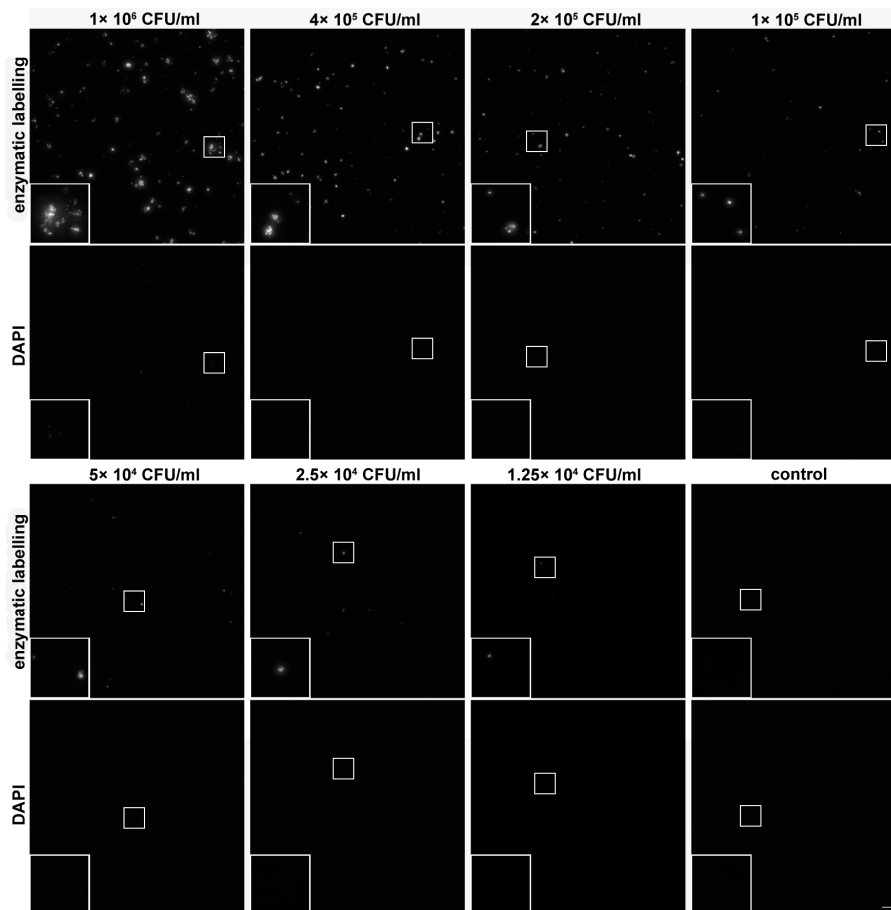 1× 10⁶ CFU/ml 4× 10⁵ CFU/ml 2× 10⁵ CFU/ml 1× 10⁵ CFU/ml
enzymatic labelling
DAPI
5× 10⁴ CFU/ml 2.5× 10⁴ CFU/ml 1.25× 10⁴ CFU/ml control
enzymatic labelling
DAPI